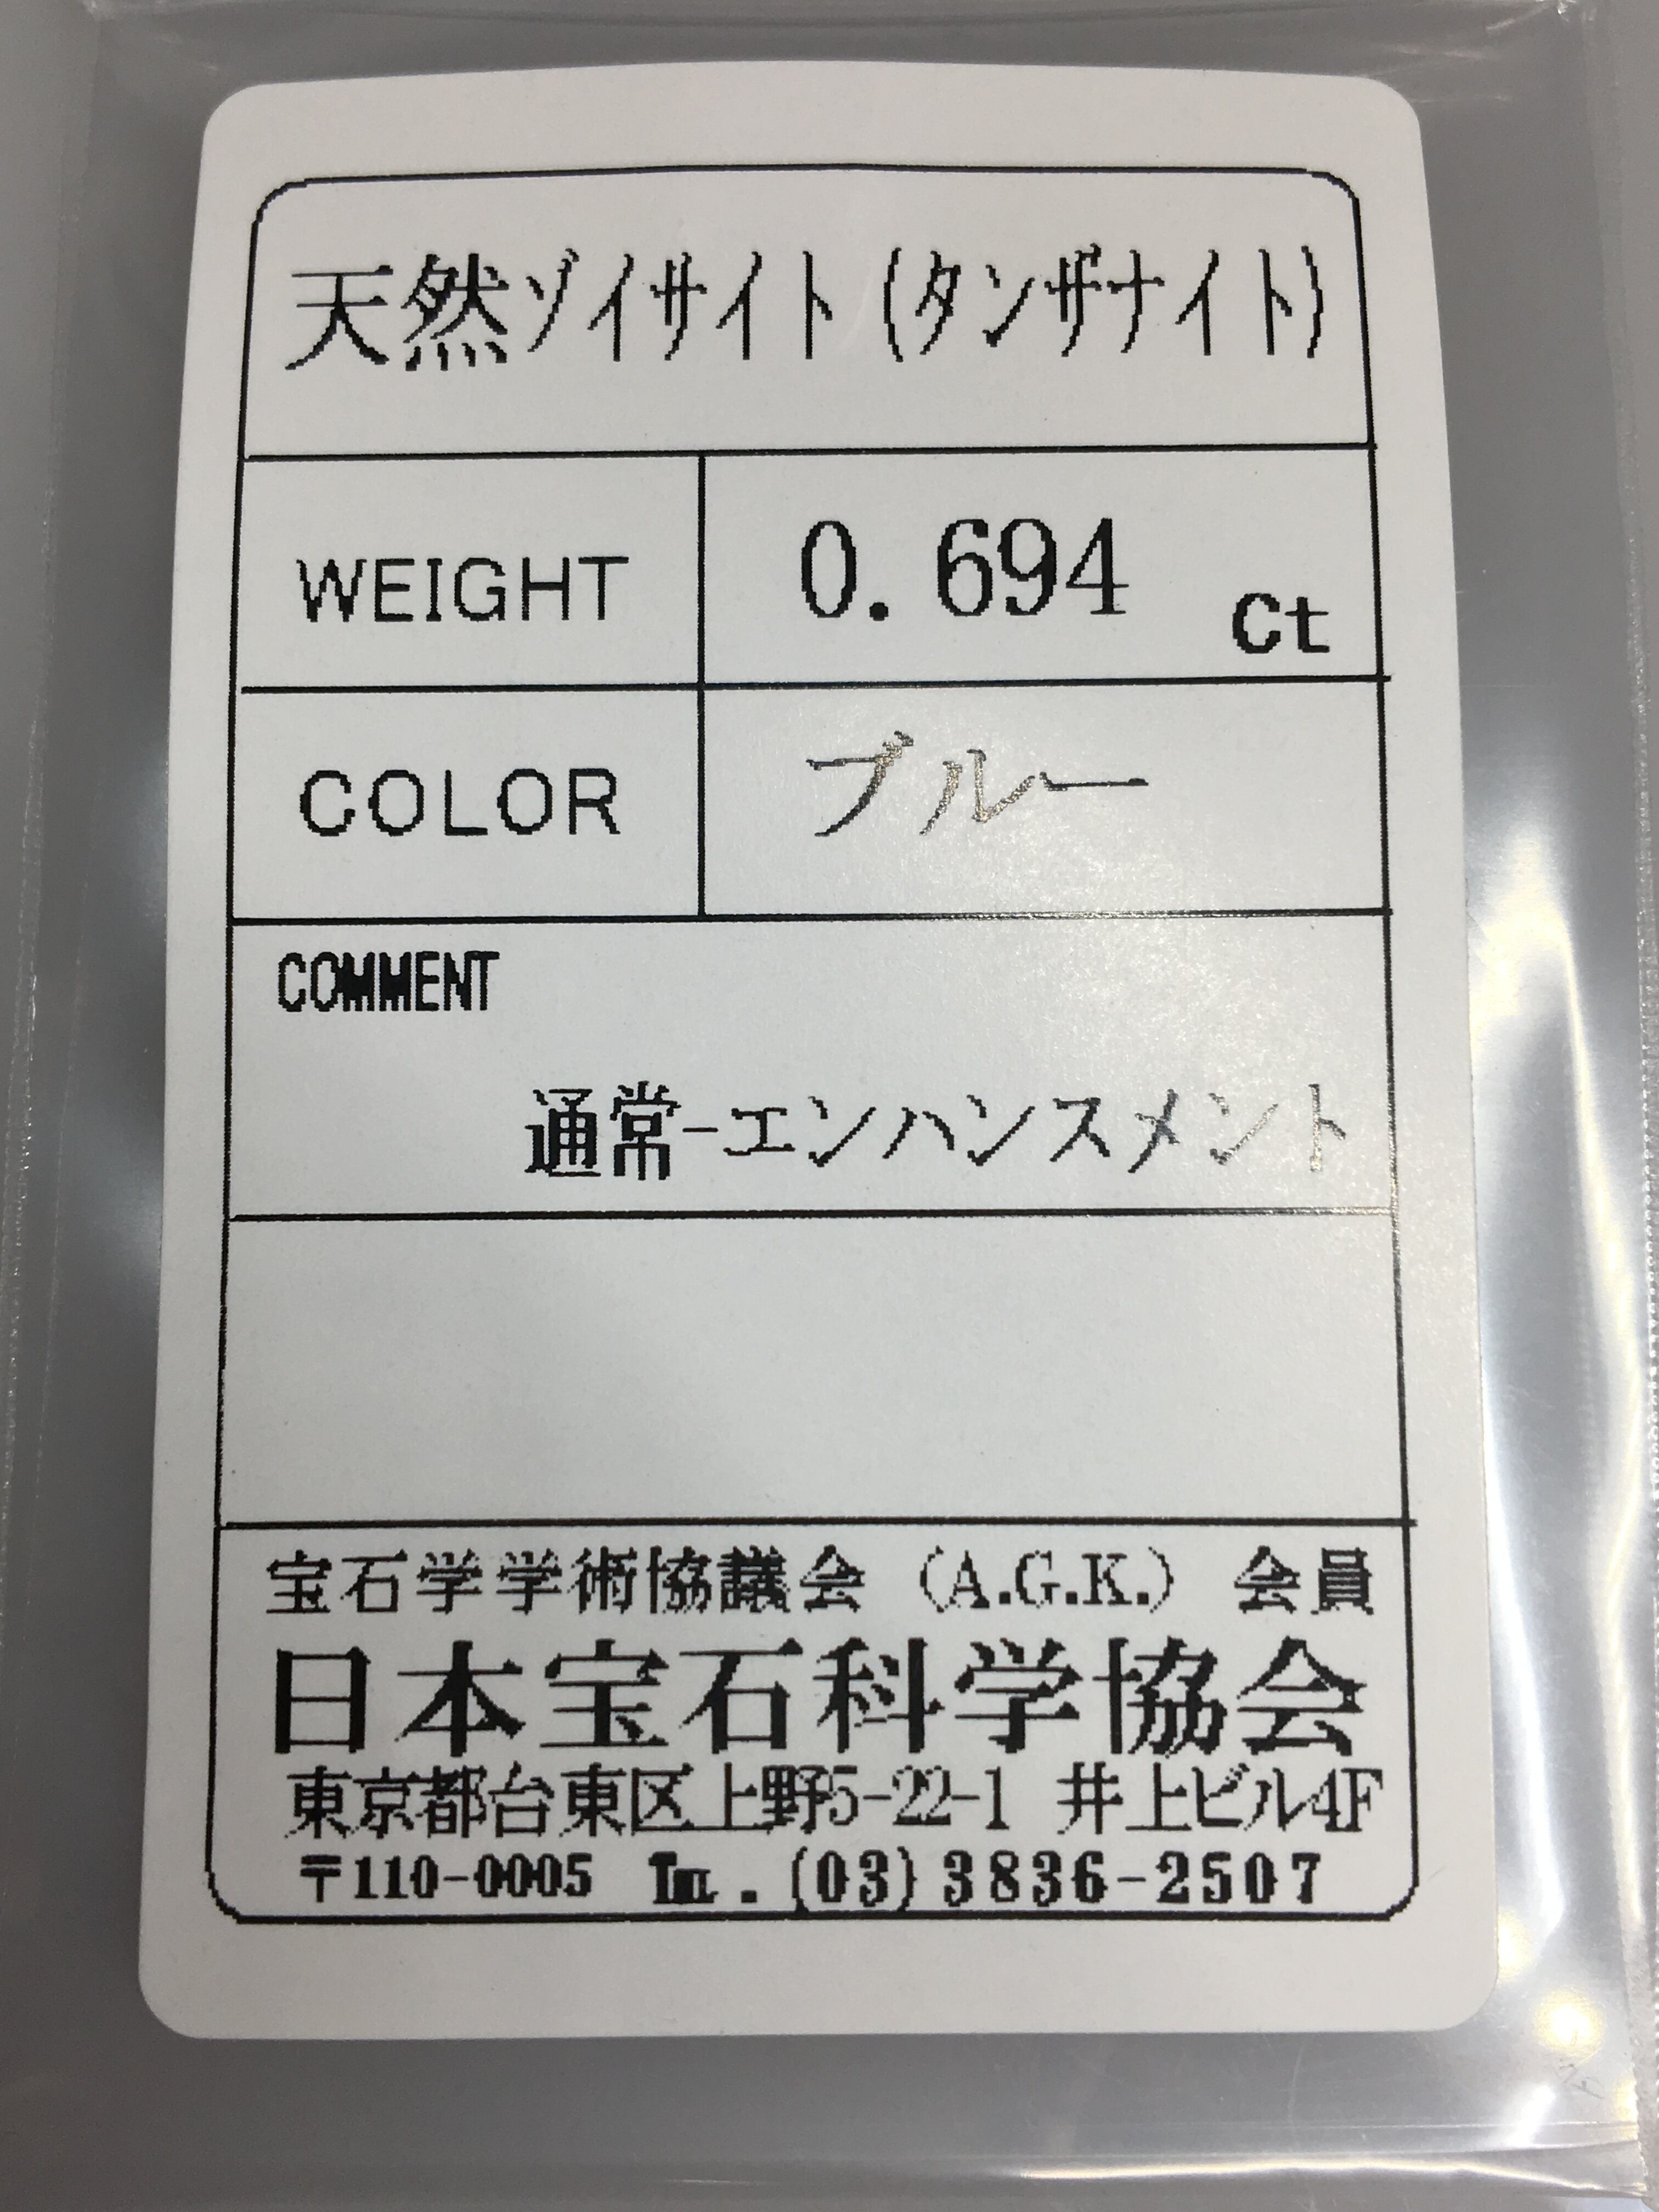 天然ゾイサイト(タンザナイト)
WEIGHT 0.694 Ct
COLOR ブルー
COMMENT
通常-エンハンスメント
宝石学学術協議会 (A.G.K.) 会員
日本宝石科学協会
東京都台東区上野5-22-1 井上ビル4F
〒110-0005 ℡.(03)3836-2507